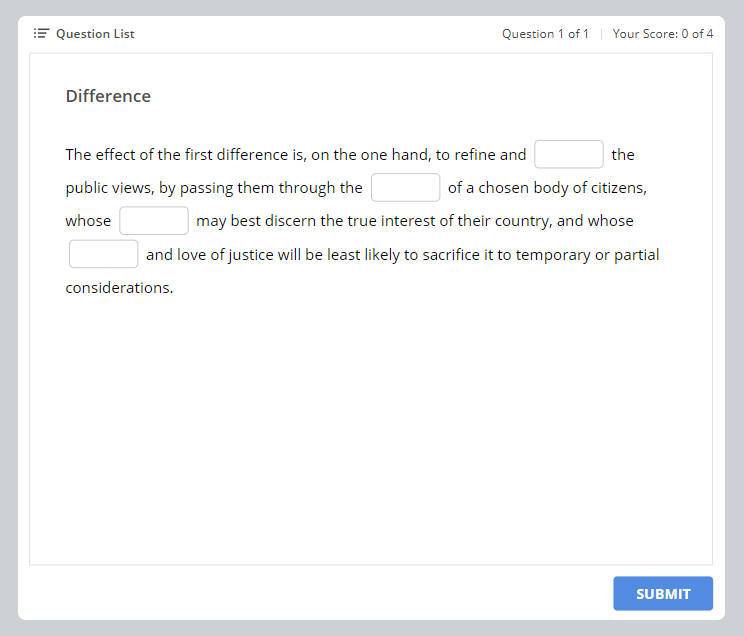 Question List
Question 1 of 1 | Your Score: 0 of 4
Difference
The effect of the first difference is, on the one hand, to refine and the
public views, by passing them through the of a chosen body of citizens,
whose may best discern the true interest of their country, and whose
and love of justice will be least likely to sacrifice it to temporary or partial
considerations.
SUBMIT